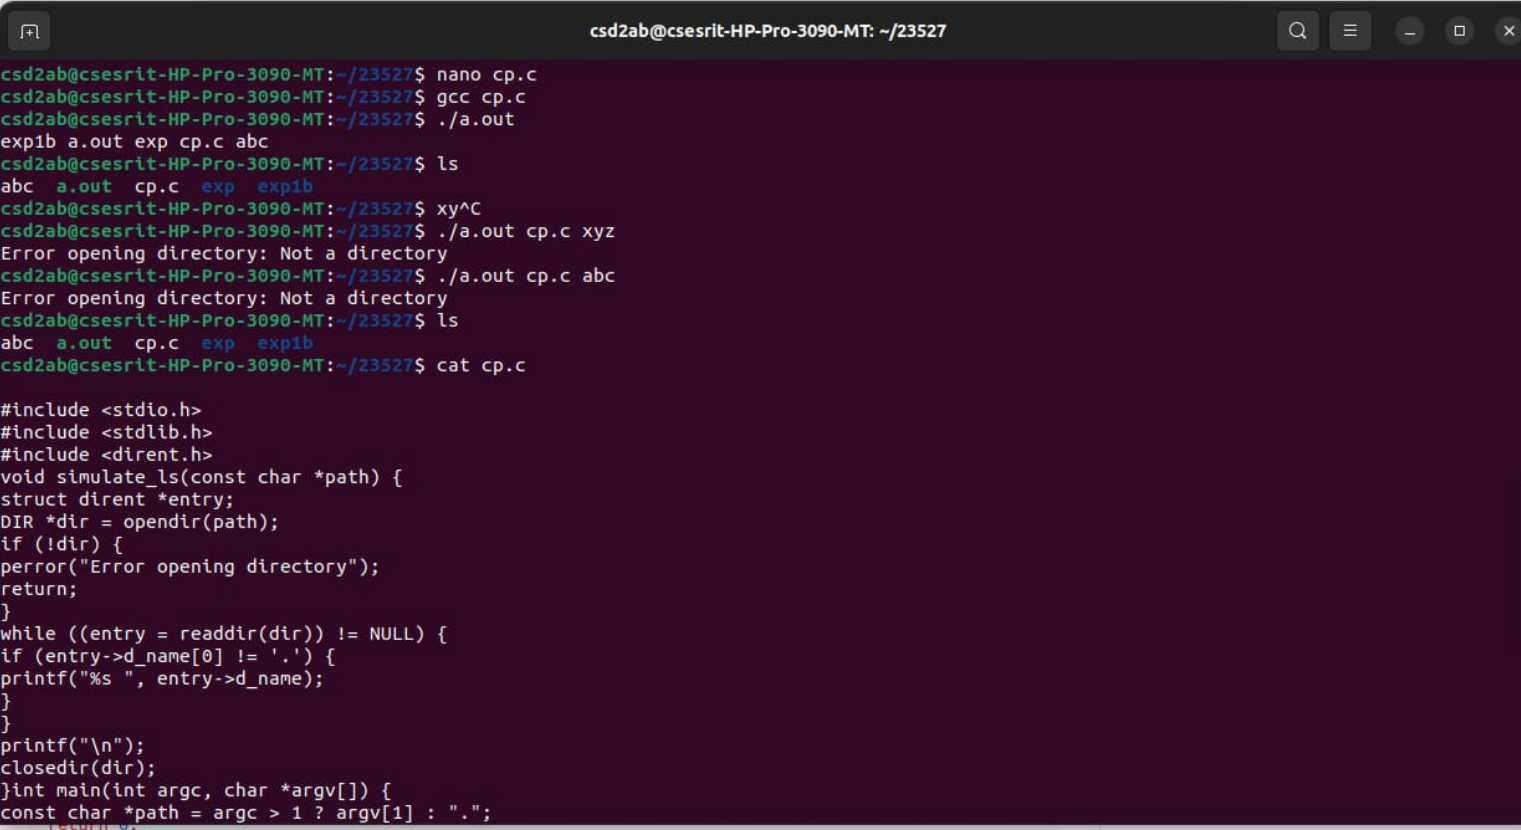 csd2ab@csesrit-HP-Pro-3090-MT: ~/23527
csd2ab@csesrit-HP-Pro-3090-MT:~/23527$ nano cp.c
csd2ab@csesrit-HP-Pro-3090-MT:~/23527$ gcc cp.c
csd2ab@csesrit-HP-Pro-3090-MT:~/23527$ ./a.out
exp1b a.out exp cp.c abc
csd2ab@csesrit-HP-Pro-3090-MT:~/23527$ ls
abc  a.out  cp.c  exp  exp1b
csd2ab@csesrit-HP-Pro-3090-MT:~/23527$ xy^C
csd2ab@csesrit-HP-Pro-3090-MT:~/23527$ ./a.out cp.c xyz
Error opening directory: Not a directory
csd2ab@csesrit-HP-Pro-3090-MT:~/23527$ ./a.out cp.c abc
Error opening directory: Not a directory
csd2ab@csesrit-HP-Pro-3090-MT:~/23527$ ls
abc  a.out  cp.c  exp  exp1b
csd2ab@csesrit-HP-Pro-3090-MT:~/23527$ cat cp.c
#include <stdio.h>
#include <stdlib.h>
#include <dirent.h>
void simulate_ls(const char *path) {
struct dirent *entry;
DIR *dir = opendir(path);
if (!dir) {
perror("Error opening directory");
return;
}
while ((entry = readdir(dir)) != NULL) {
if (entry->d_name[0] != '.') {
printf("%s ", entry->d_name);
}
}
printf("\n");
closedir(dir);
}int main(int argc, char *argv[]) {
const char *path = argc > 1 ? argv[1] : ".";
return 0;